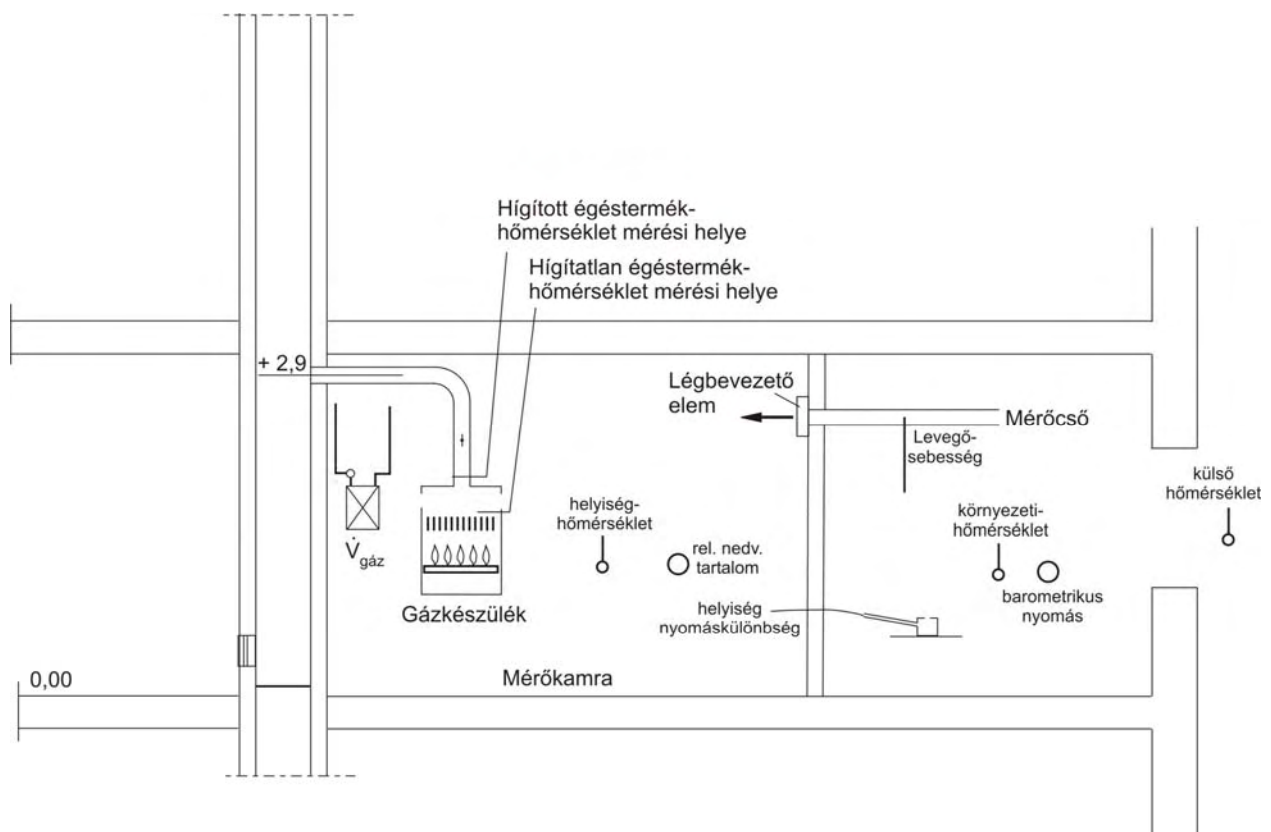 Hígított égéstermék-
hőmérséklet mérési helye
Hígítatlan égéstermék-
hőmérséklet mérési helye
+ 2,9
Légbevezető
elem
Mérőcső
Levegő-
sebesség
külső
hőmérséklet
helyiség-
hőmérséklet
környezeti-
hőmérséklet
V̇gáz
rel. nedv.
tartalom
Gázkészülék
helyiség
nyomáskülönbség
barometrikus
nyomás
0,00
Mérőkamra